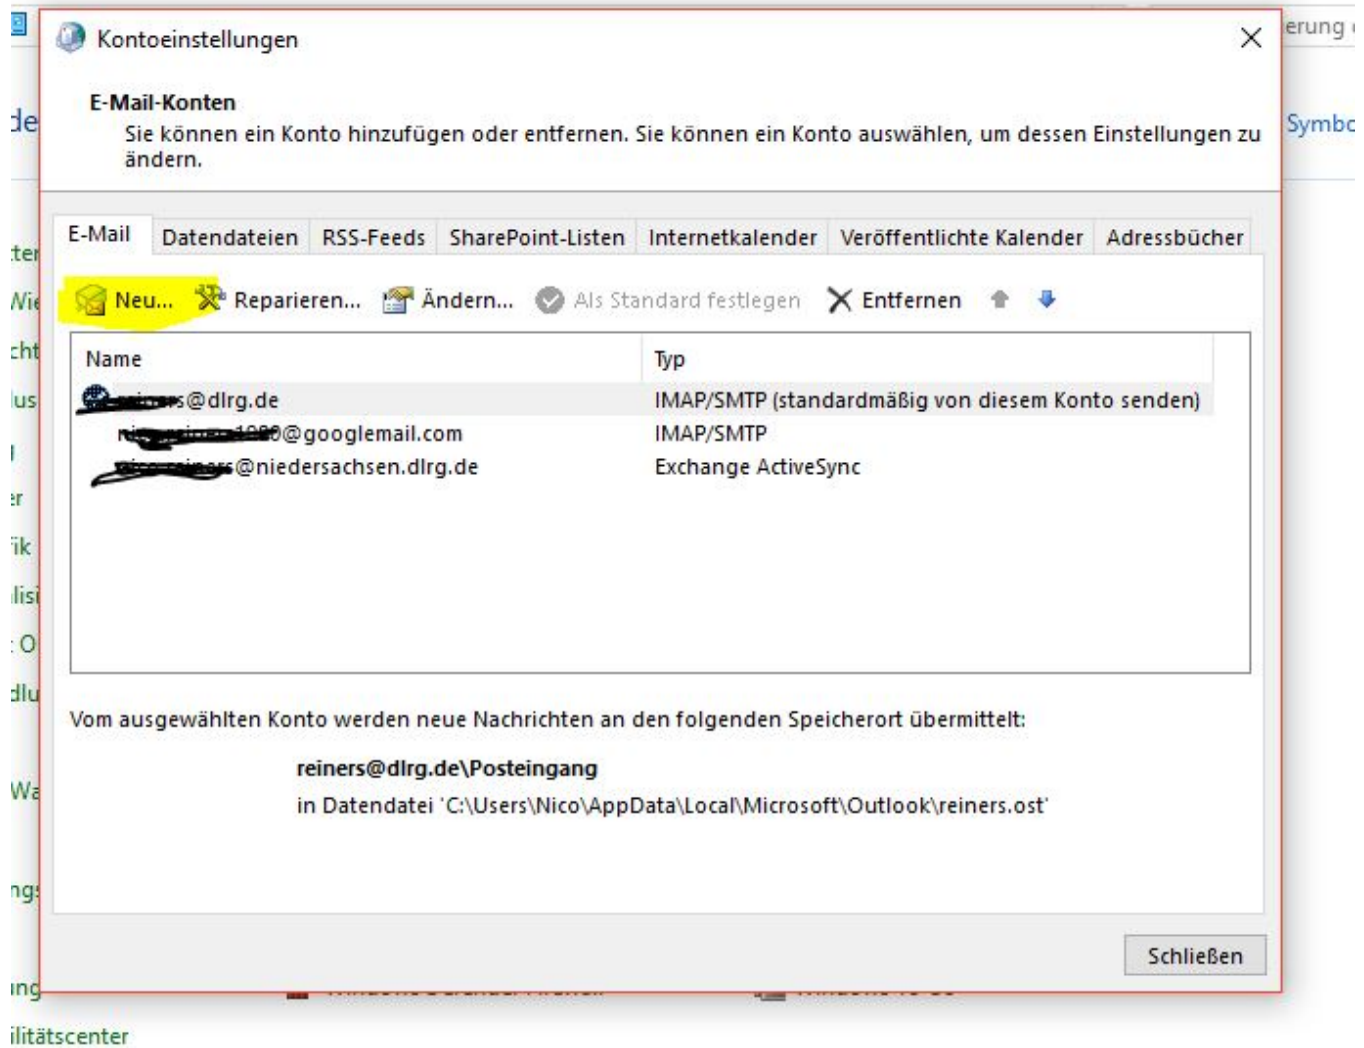 Kontoeinstellungen
E-Mail-Konten
Sie können ein Konto hinzufügen oder entfernen. Sie können ein Konto auswählen, um dessen Einstellungen zu
ändern.
E-Mail Datendateien RSS-Feeds SharePoint-Listen Internetkalender Veröffentlichte Kalender Adressbücher
Neu... Reparieren... Ändern... Als Standard festlegen Entfernen
Name Typ
@dlrg.de IMAP/SMTP (standardmäßig von diesem Konto senden)
@googlemail.com IMAP/SMTP
@niedersachsen.dlrg.de Exchange ActiveSync
Vom ausgewählten Konto werden neue Nachrichten an den folgenden Speicherort übermittelt:
reiners@dlrg.de\Posteingang
in Datendatei 'C:\Users\Nico\AppData\Local\Microsoft\Outlook\reiners.ost'
Schließen
ilitätscenter